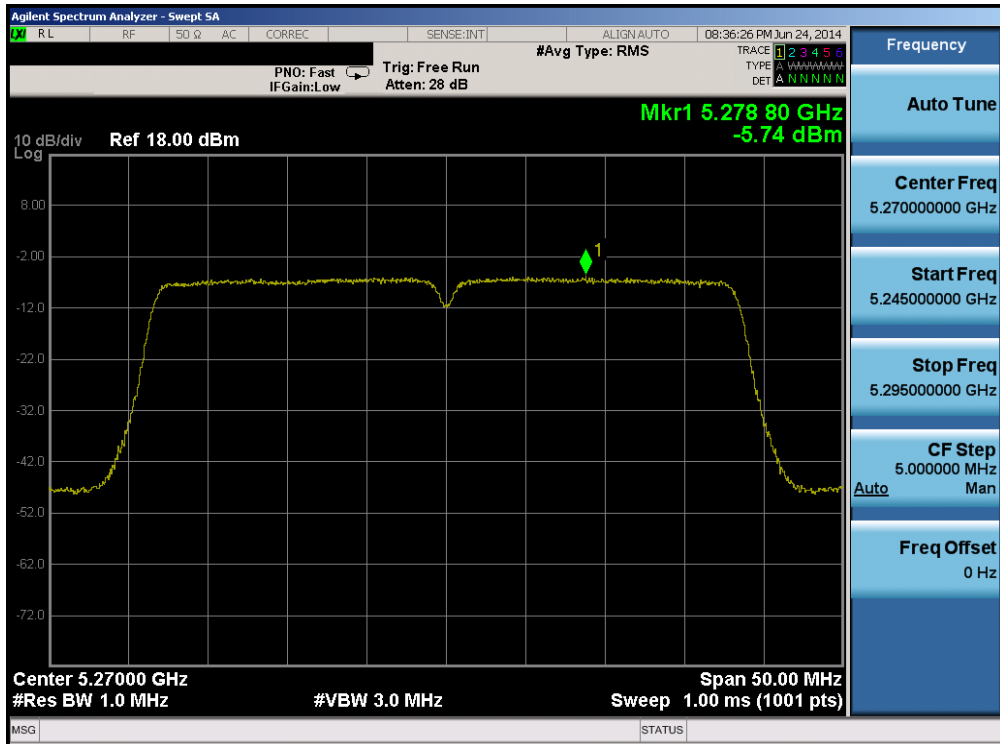 Agilent Spectrum Analyzer - Swept SA
LXI RL RF 50 Ω AC CORREC SENSE:INT ALIGN AUTO 08:36:26 PM Jun 24, 2014
#Avg Type: RMS TRACE 1 2 3 4 5 6
PNO: Fast Trig: Free Run TYPE A WWWWW
IFGain:Low Atten: 28 dB DET A N N N N N
Mkr1 5.278 80 GHz
-5.74 dBm
10 dB/div Ref 18.00 dBm
Log
8.00
1
-2.00
-12.0
-22.0
-32.0
-42.0
-52.0
-62.0
-72.0
Center 5.27000 GHz Span 50.00 MHz
#Res BW 1.0 MHz #VBW 3.0 MHz Sweep 1.00 ms (1001 pts)
MSG STATUS
Frequency
Auto Tune
Center Freq
5.270000000 GHz
Start Freq
5.245000000 GHz
Stop Freq
5.295000000 GHz
CF Step
5.000000 MHz
Auto Man
Freq Offset
0 Hz